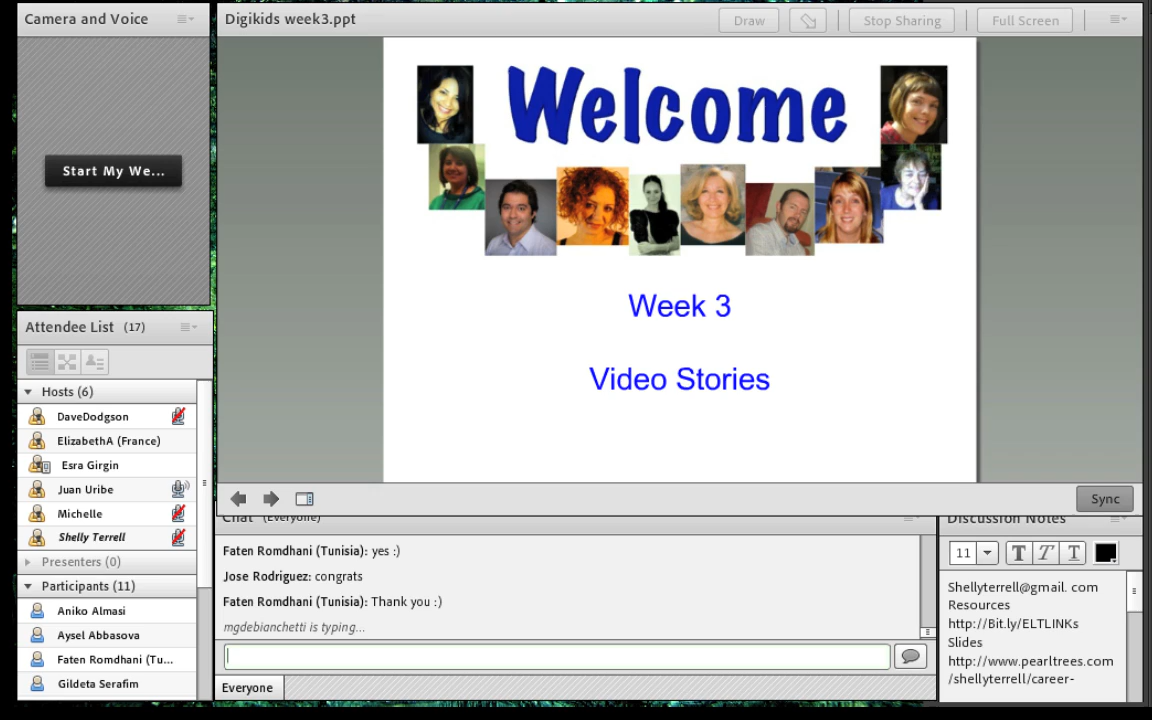 Camera and Voice
Start My We...
Attendee List (17)
Hosts (6)
DaveDodgson
ElizabethA (France)
Esra Girgin
Juan Uribe
Michelle
Shelly Terrell
Presenters (0)
Participants (11)
Aniko Almasi
Aysel Abbasova
Faten Romdhani (Tu...
Gildeta Serafim
Digikids week3.ppt
Draw
Stop Sharing
Full Screen
Welcome
Week 3
Video Stories
Sync
Chat (Everyone)
Faten Romdhani (Tunisia): yes :)
Jose Rodriguez: congrats
Faten Romdhani (Tunisia): Thank you :)
mgdebianchetti is typing...
Everyone
Discussion Notes
11
T T T
Shellyterrell@gmail. com
Resources
http://Bit.ly/ELTLINKs
Slides
http://www.pearltrees.com
/shellyterrell/career-